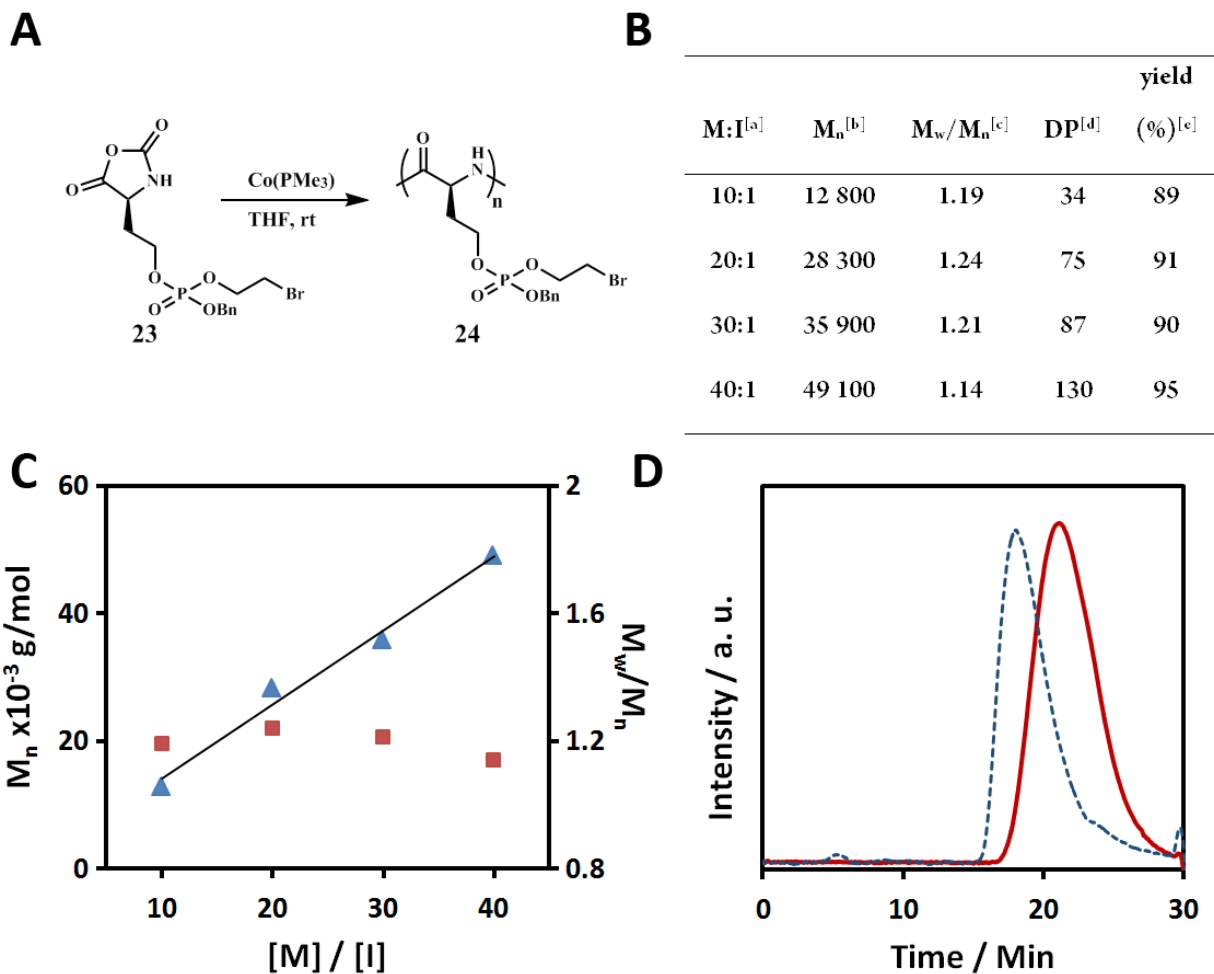 A
O
O
O
NH
O
O
P
O
O
OBn
Br
23
Co(PMe3)
THF, rt
O
H
N
n
O
O
P
O
O
OBn
Br
24
B
yield
M:I[a] Mn[b] Mw/Mn[c] DP[d] (%)[e]
10:1 12 800 1.19 34 89
20:1 28 300 1.24 75 91
30:1 35 900 1.21 87 90
40:1 49 100 1.14 130 95
C
60
40
20
0
Mn x10-3 g/mol
2
1.6
1.2
0.8
Mw/Mn
10 20 30 40
[M] / [I]
D
Intensity / a. u.
0 10 20 30
Time / Min